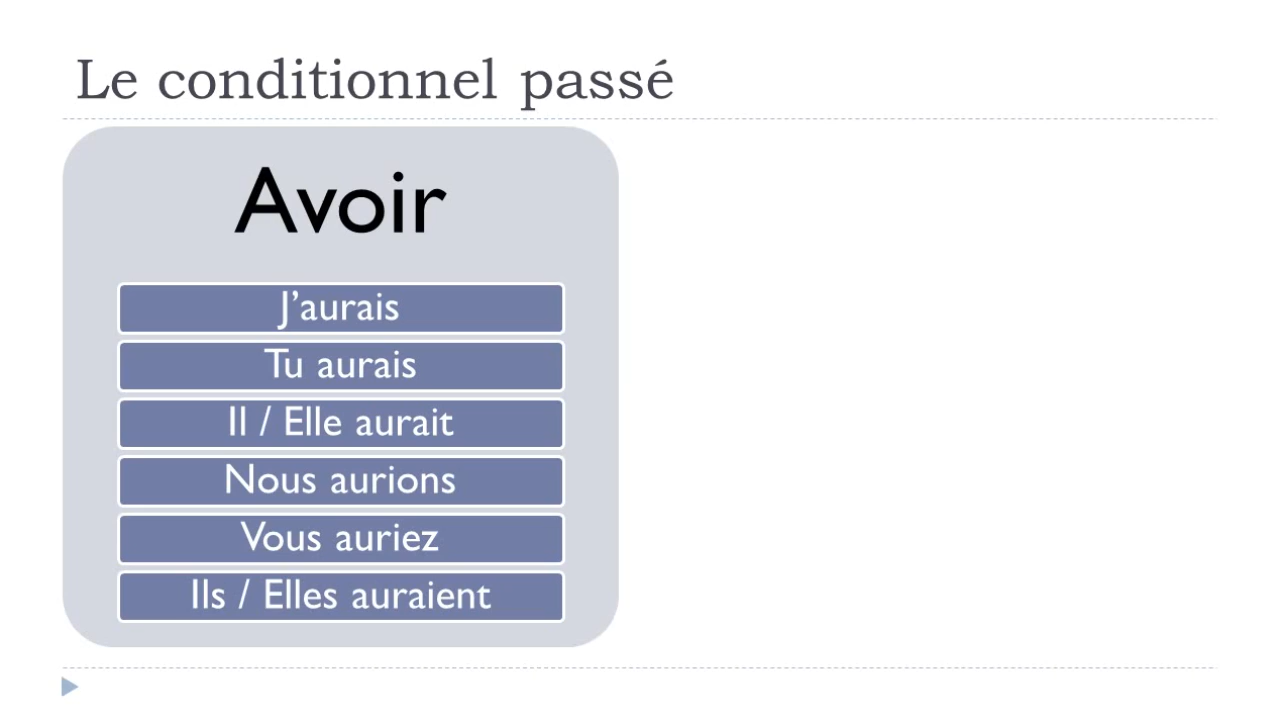 Le conditionnel passé
Avoir
J’aurais
Tu aurais
Il / Elle aurait
Nous aurions
Vous auriez
Ils / Elles auraient